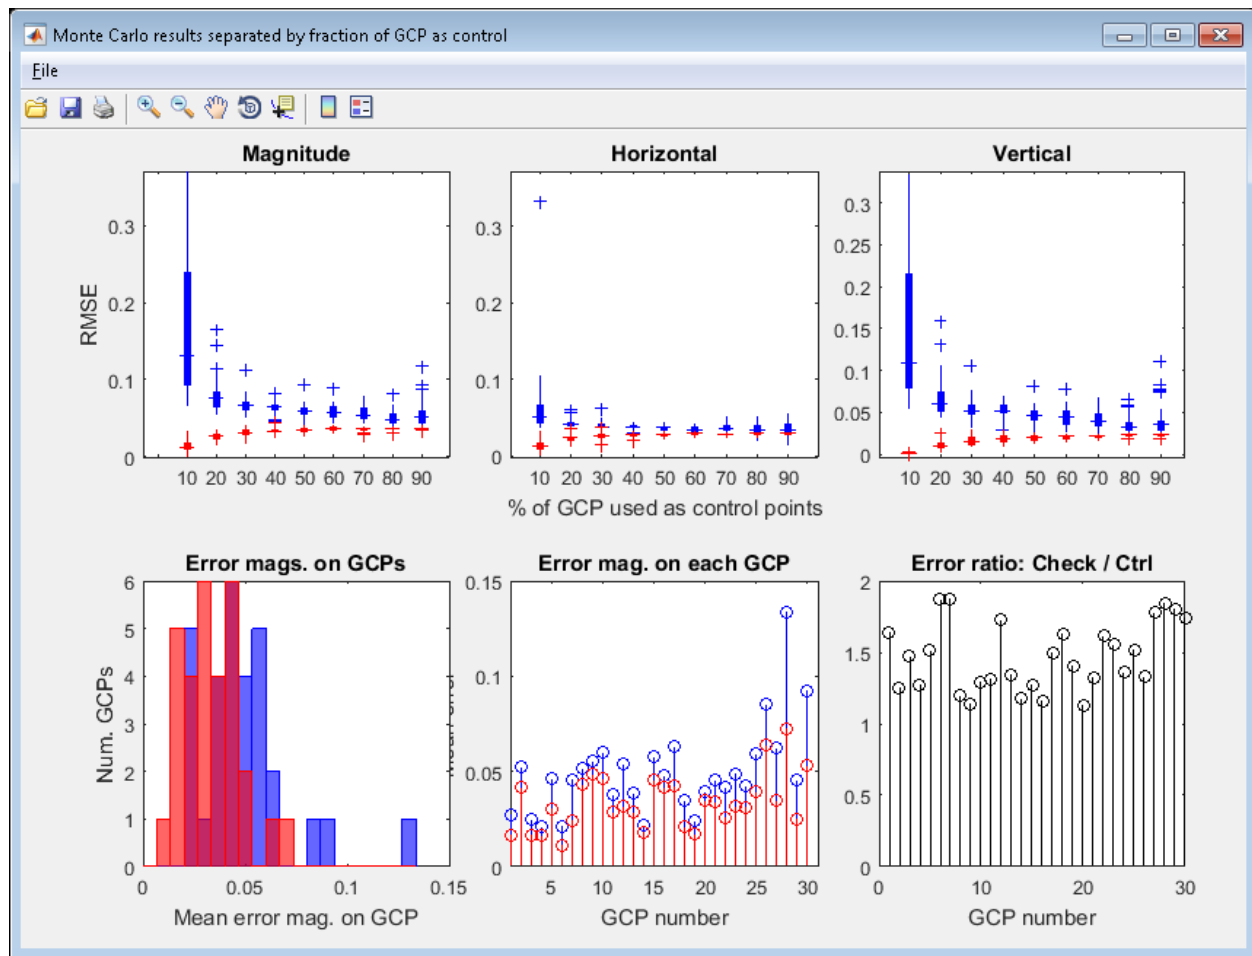 Monte Carlo results separated by fraction of GCP as control
File
Magnitude
Horizontal
Vertical
RMSE
0.3
0.2
0.1
0
10 20 30 40 50 60 70 80 90
0.3
0.2
0.1
0
10 20 30 40 50 60 70 80 90
0.3
0.25
0.2
0.15
0.1
0.05
0
10 20 30 40 50 60 70 80 90
% of GCP used as control points
Error mags. on GCPs
Error mag. on each GCP
Error ratio: Check / Ctrl
Num. GCPs
6
5
4
3
2
1
0
0 0.05 0.1 0.15
Mean error mag. on GCP
0.15
0.1
0.05
0
5 10 15 20 25 30
GCP number
2
1.5
1
0.5
0
0 10 20 30
GCP number